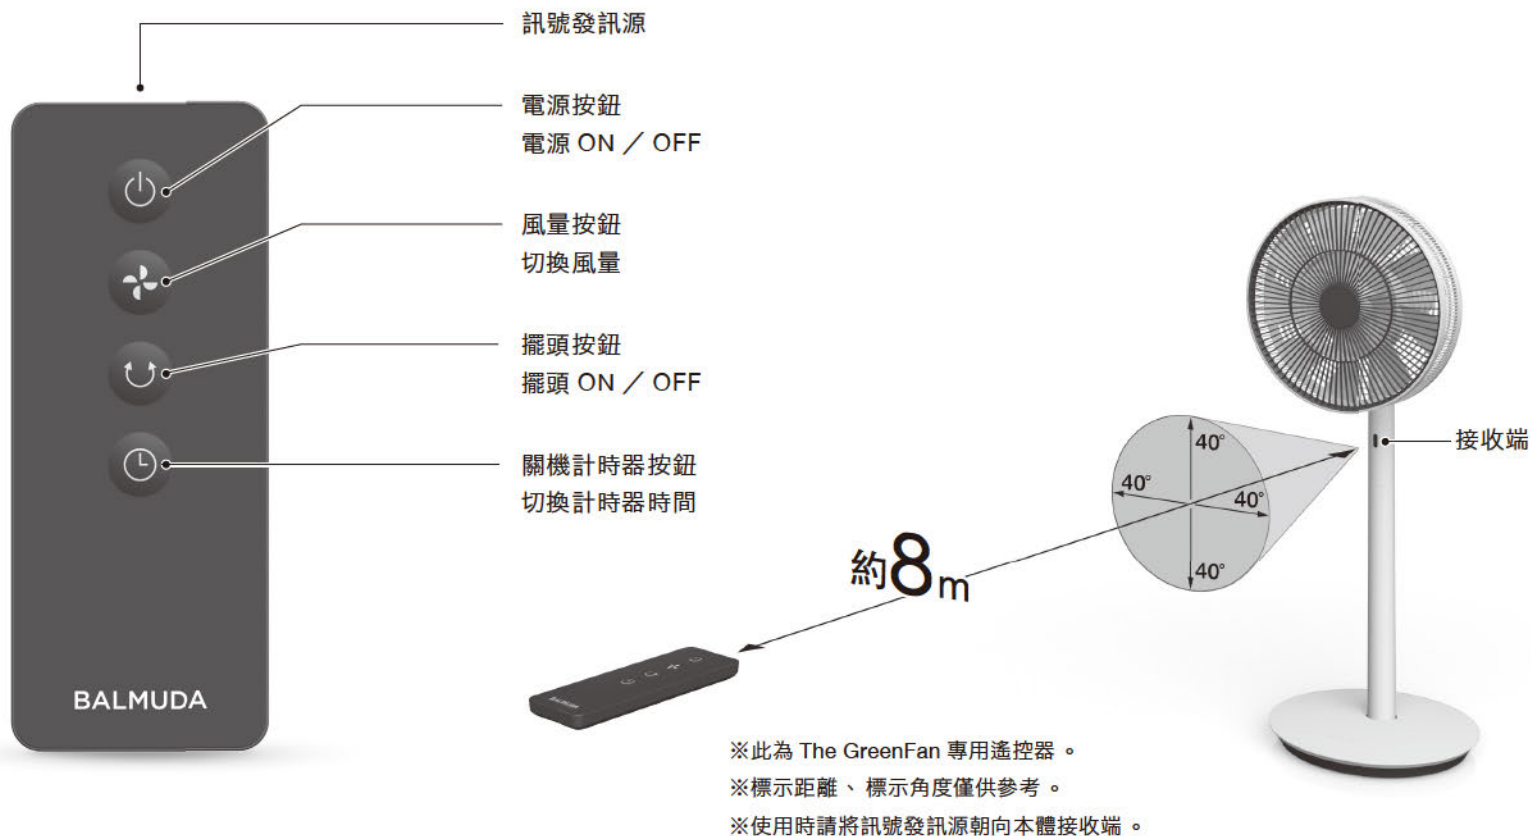 訊號發訊源
電源按鈕
電源 ON ／ OFF
風量按鈕
切換風量
擺頭按鈕
擺頭 ON ／ OFF
關機計時器按鈕
切換計時器時間
BALMUDA
接收端
40°
40°
40°
40°
約8m
BALMUDA
※此為 The GreenFan 專用遙控器。
※標示距離、標示角度僅供參考。
※使用時請將訊號發訊源朝向本體接收端。